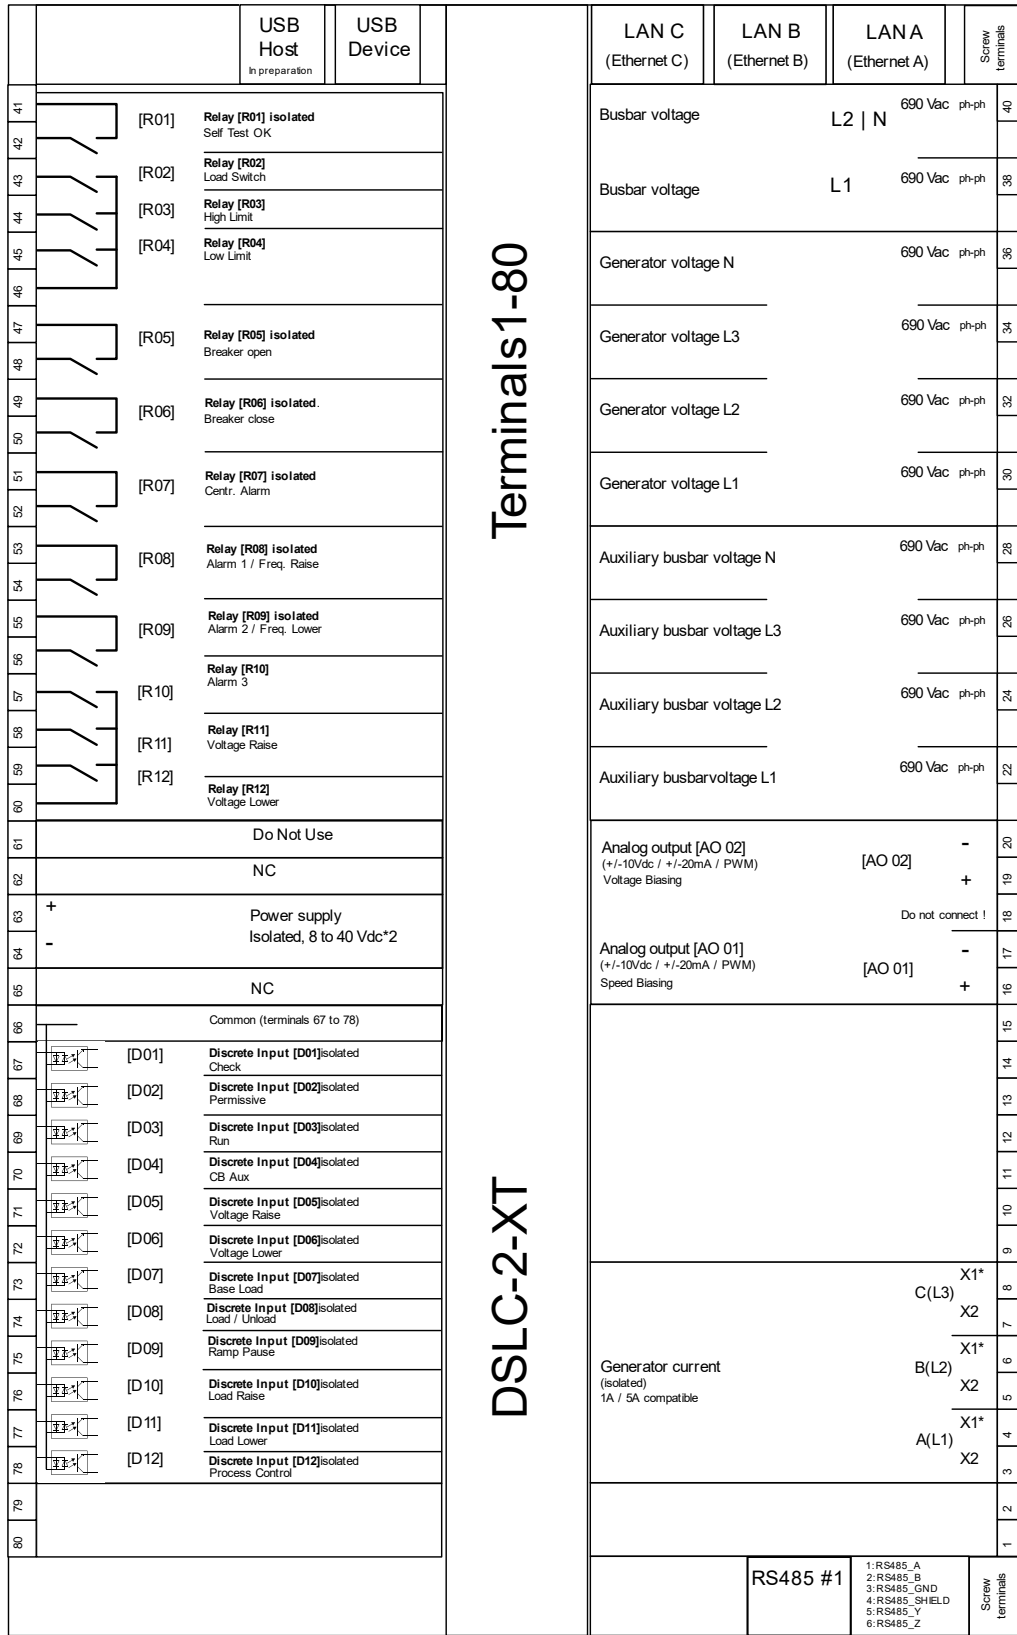 USB
Host
In preparation
USB
Device
LAN C
(Ethernet C)
LAN B
(Ethernet B)
LAN A
(Ethernet A)
Screw
terminals
41
42
[R01]
Relay [R01] isolated
Self Test OK
43
[R02]
Relay [R02]
Load Switch
44
[R03]
Relay [R03]
High Limit
45
46
[R04]
Relay [R04]
Low Limit
47
48
[R05]
Relay [R05] isolated
Breaker open
49
50
[R06]
Relay [R06] isolated.
Breaker close
51
52
[R07]
Relay [R07] isolated
Centr. Alarm
53
54
[R08]
Relay [R08] isolated
Alarm 1 / Freq. Raise
55
56
[R09]
Relay [R09] isolated
Alarm 2 / Freq. Lower
57
[R10]
Relay [R10]
Alarm 3
58
[R11]
Relay [R11]
Voltage Raise
59
60
[R12]
Relay [R12]
Voltage Lower
61
Do Not Use
62
NC
63
64
+
-
Power supply
Isolated, 8 to 40 Vdc*2
65
NC
66
Common (terminals 67 to 78)
67
[D01]
Discrete Input [D01]isolated
Check
68
[D02]
Discrete Input [D02]isolated
Permissive
69
[D03]
Discrete Input [D03]isolated
Run
70
[D04]
Discrete Input [D04]isolated
CB Aux
71
[D05]
Discrete Input [D05]isolated
Voltage Raise
72
[D06]
Discrete Input [D06]isolated
Voltage Lower
73
[D07]
Discrete Input [D07]isolated
Base Load
74
[D08]
Discrete Input [D08]isolated
Load / Unload
75
[D09]
Discrete Input [D09]isolated
Ramp Pause
76
[D10]
Discrete Input [D10]isolated
Load Raise
77
[D11]
Discrete Input [D11]isolated
Load Lower
78
[D12]
Discrete Input [D12]isolated
Process Control
79
80
Terminals1-80
DSLC-2-XT
Busbar voltage
L2 | N
690 Vac ph-ph
40
Busbar voltage
L1
690 Vac ph-ph
38
Generator voltage N
690 Vac ph-ph
36
Generator voltage L3
690 Vac ph-ph
34
Generator voltage L2
690 Vac ph-ph
32
Generator voltage L1
690 Vac ph-ph
30
Auxiliary busbar voltage N
690 Vac ph-ph
28
Auxiliary busbar voltage L3
690 Vac ph-ph
26
Auxiliary busbar voltage L2
690 Vac ph-ph
24
Auxiliary busbarvoltage L1
690 Vac ph-ph
22
Analog output [AO 02]
(+/-10Vdc / +/-20mA / PWM)
Voltage Biasing
[AO 02]
-
+
20
19
Do not connect !
18
Analog output [AO 01]
(+/-10Vdc / +/-20mA / PWM)
Speed Biasing
[AO 01]
-
+
17
16
15
14
13
12
11
10
9
Generator current
(isolated)
1A / 5A compatible
C(L3)
X1*
X2
8
7
B(L2)
X1*
X2
6
5
A(L1)
X1*
X2
4
3
2
1
RS485 #1
1:RS485_A
2:RS485_B
3:RS485_GND
4:RS485_SHIELD
5:RS485_Y
6:RS485_Z
Screw
terminals